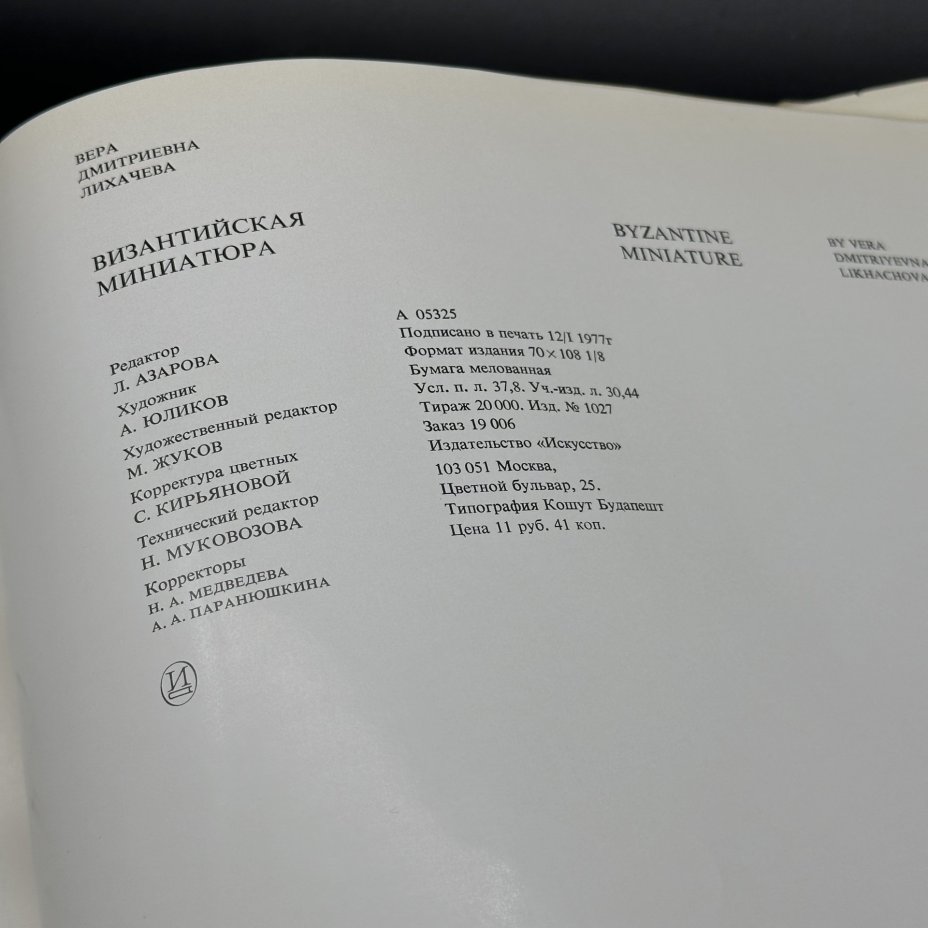 ВЕРА
ДМИТРИЕВНА
ЛИХАЧЕВА
ВИЗАНТИЙСКАЯ
МИНИАТЮРА
BYZANTINE
MINIATURE
BY VERA
DMITRIYEVNA
LIKHACHOVA
Редактор
Л. АЗАРОВА
Художник
А. ЮЛИКОВ
Художественный редактор
М. ЖУКОВ
Корректура цветных
С. КИРЬЯНОВОЙ
Технический редактор
Н. МУКОВОЗОВА
Корректоры
Н. А. МЕДВЕДЕВА
А. А. ПАРАНЮШКИНА
И
А 05325
Подписано в печать 12/I 1977г
Формат издания 70×108 1/8
Бумага мелованная
Усл. п. л. 37,8. Уч.-изд. л. 30,44
Тираж 20 000. Изд. № 1027
Заказ 19 006
Издательство «Искусство»
103 051 Москва,
Цветной бульвар, 25.
Типография Кошут Будапешт
Цена 11 руб. 41 коп.